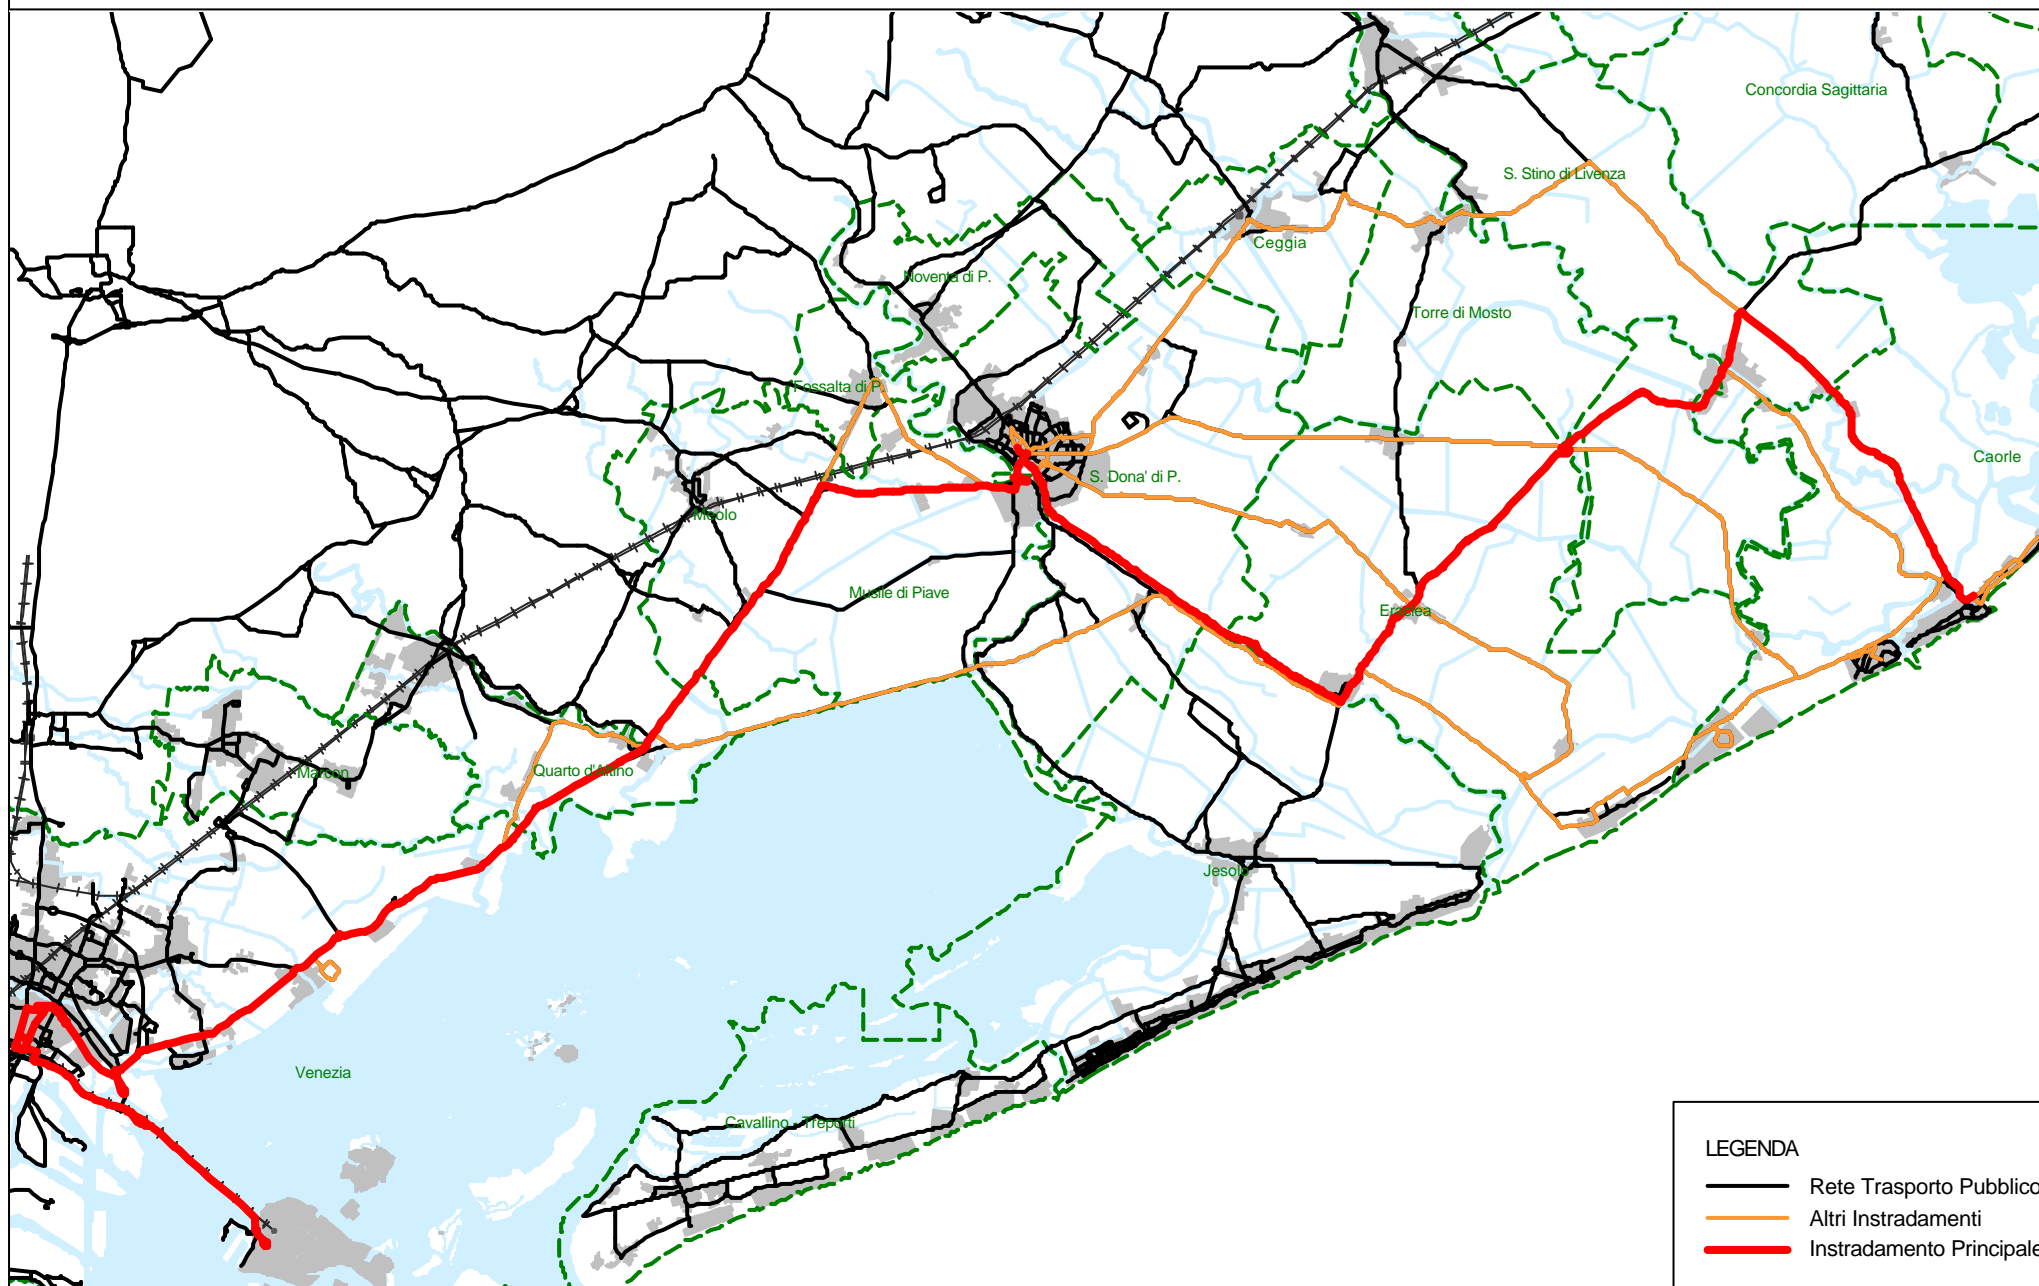 Concordia Sagittaria
S. Stino di Livenza
Ceggia
Noventa di P.
Torre di Mosto
Fossalta di P.
Caorle
S. Dona' di P.
Meolo
Musile di Piave
Eraclea
Quarto d'Altino
Marcon
Jesolo
Venezia
Cavallino - Treporti
LEGENDA
Rete Trasporto Pubblico
Altri Instradamenti
Instradamento Principale